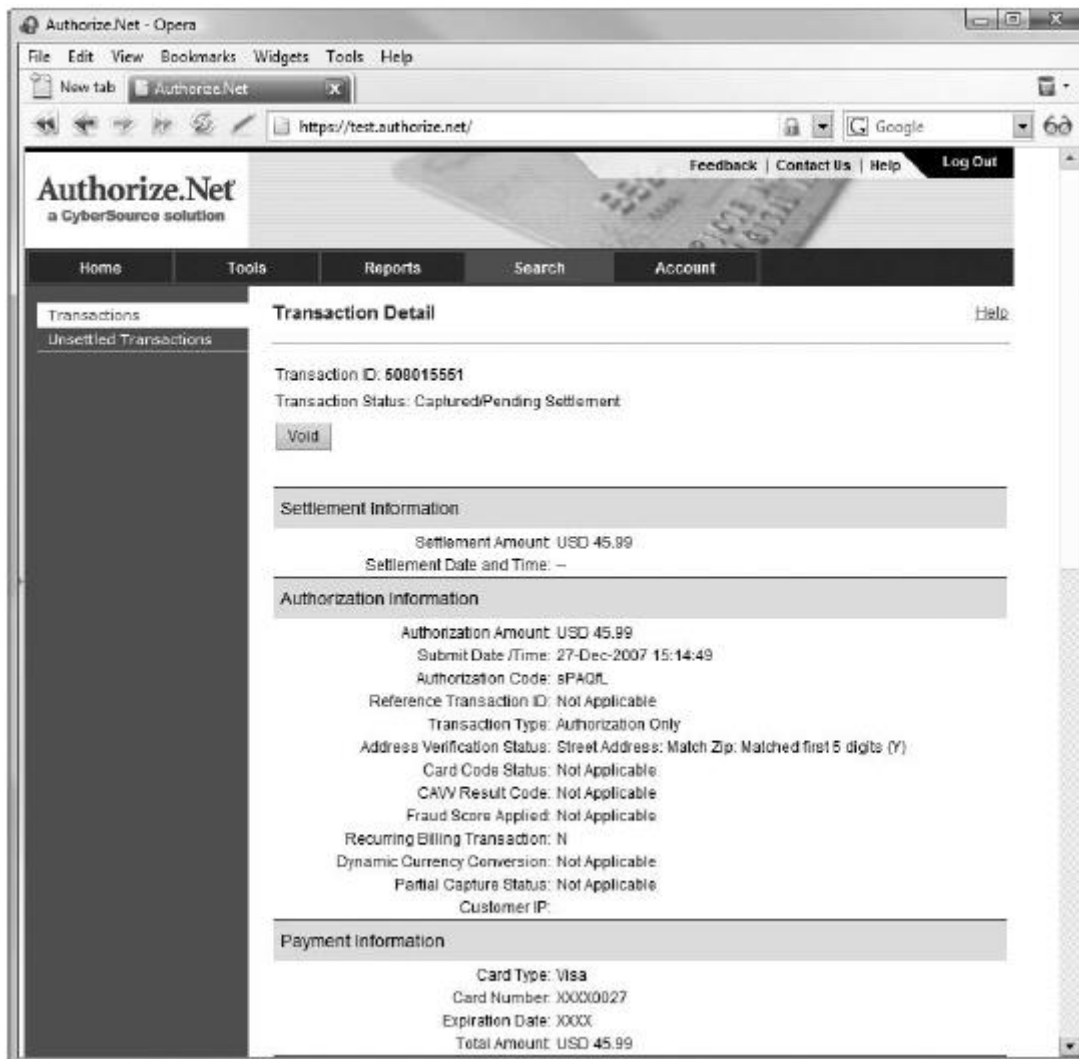 Authorize.Net - Opera
File Edit View Bookmarks Widgets Tools Help
New tab Authorize.Net
https://test.authorize.net/ Google
Feedback | Contact Us | Help Log Out
Authorize.Net
a CyberSource solution
Home Tools Reports Search Account
Transactions
Unsettled Transactions
Transaction Detail Help
Transaction ID: 508015551
Transaction Status: Captured/Pending Settlement
Void
Settlement Information
Settlement Amount: USD 45.99
Settlement Date and Time: --
Authorization Information
Authorization Amount: USD 45.99
Submit Date /Time: 27-Dec-2007 15:14:49
Authorization Code: sPAQfL
Reference Transaction ID: Not Applicable
Transaction Type: Authorization Only
Address Verification Status: Street Address: Match Zip: Matched first 5 digits (Y)
Card Code Status: Not Applicable
CAVV Result Code: Not Applicable
Fraud Score Applied: Not Applicable
Recurring Billing Transaction: N
Dynamic Currency Conversion: Not Applicable
Partial Capture Status: Not Applicable
Customer IP:
Payment Information
Card Type: Visa
Card Number: XXXX0027
Expiration Date: XXXX
Total Amount: USD 45.99